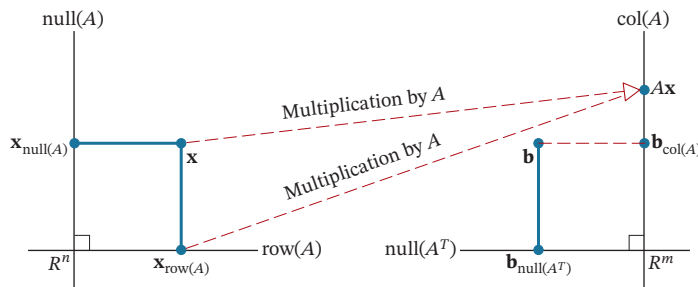 null(A)
col(A)
Multiplication by A
Ax
x_null(A)
x
Multiplication by A
b
b_col(A)
row(A)
null(A^T)
R^n
x_row(A)
b_null(A^T)
R^m